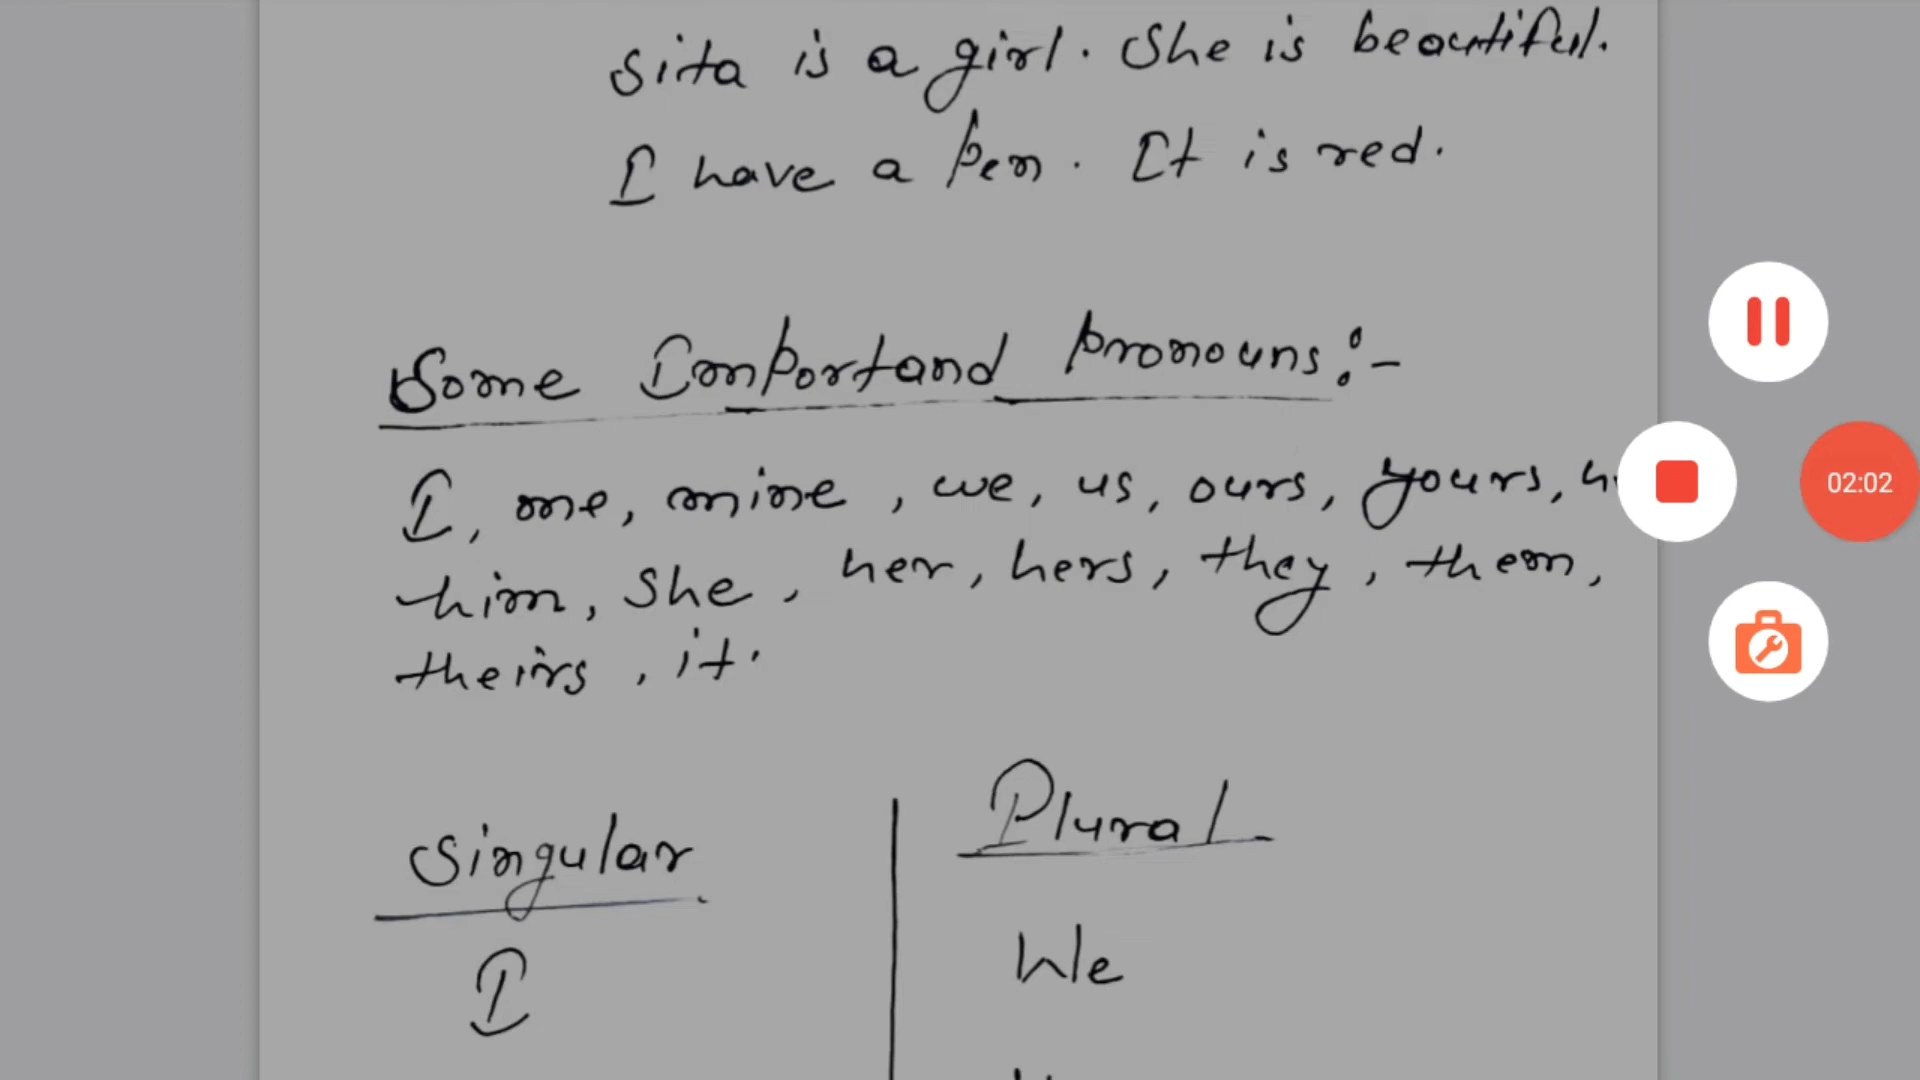 Sita is a girl. She is beautiful.
I have a pen. It is red.
Some Importand pronouns:-
I, me, mine, we, us, ours, yours,
him, She, her, hers, they, them,
theirs, it.
Singular
Plural
I
We
02:02